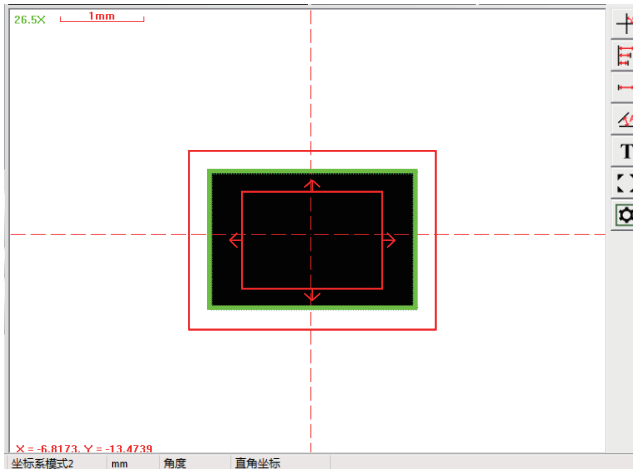 26.5X 1mm
T
X = -6.8173, Y = -13.4739
坐标系模式2 mm 角度 直角坐标